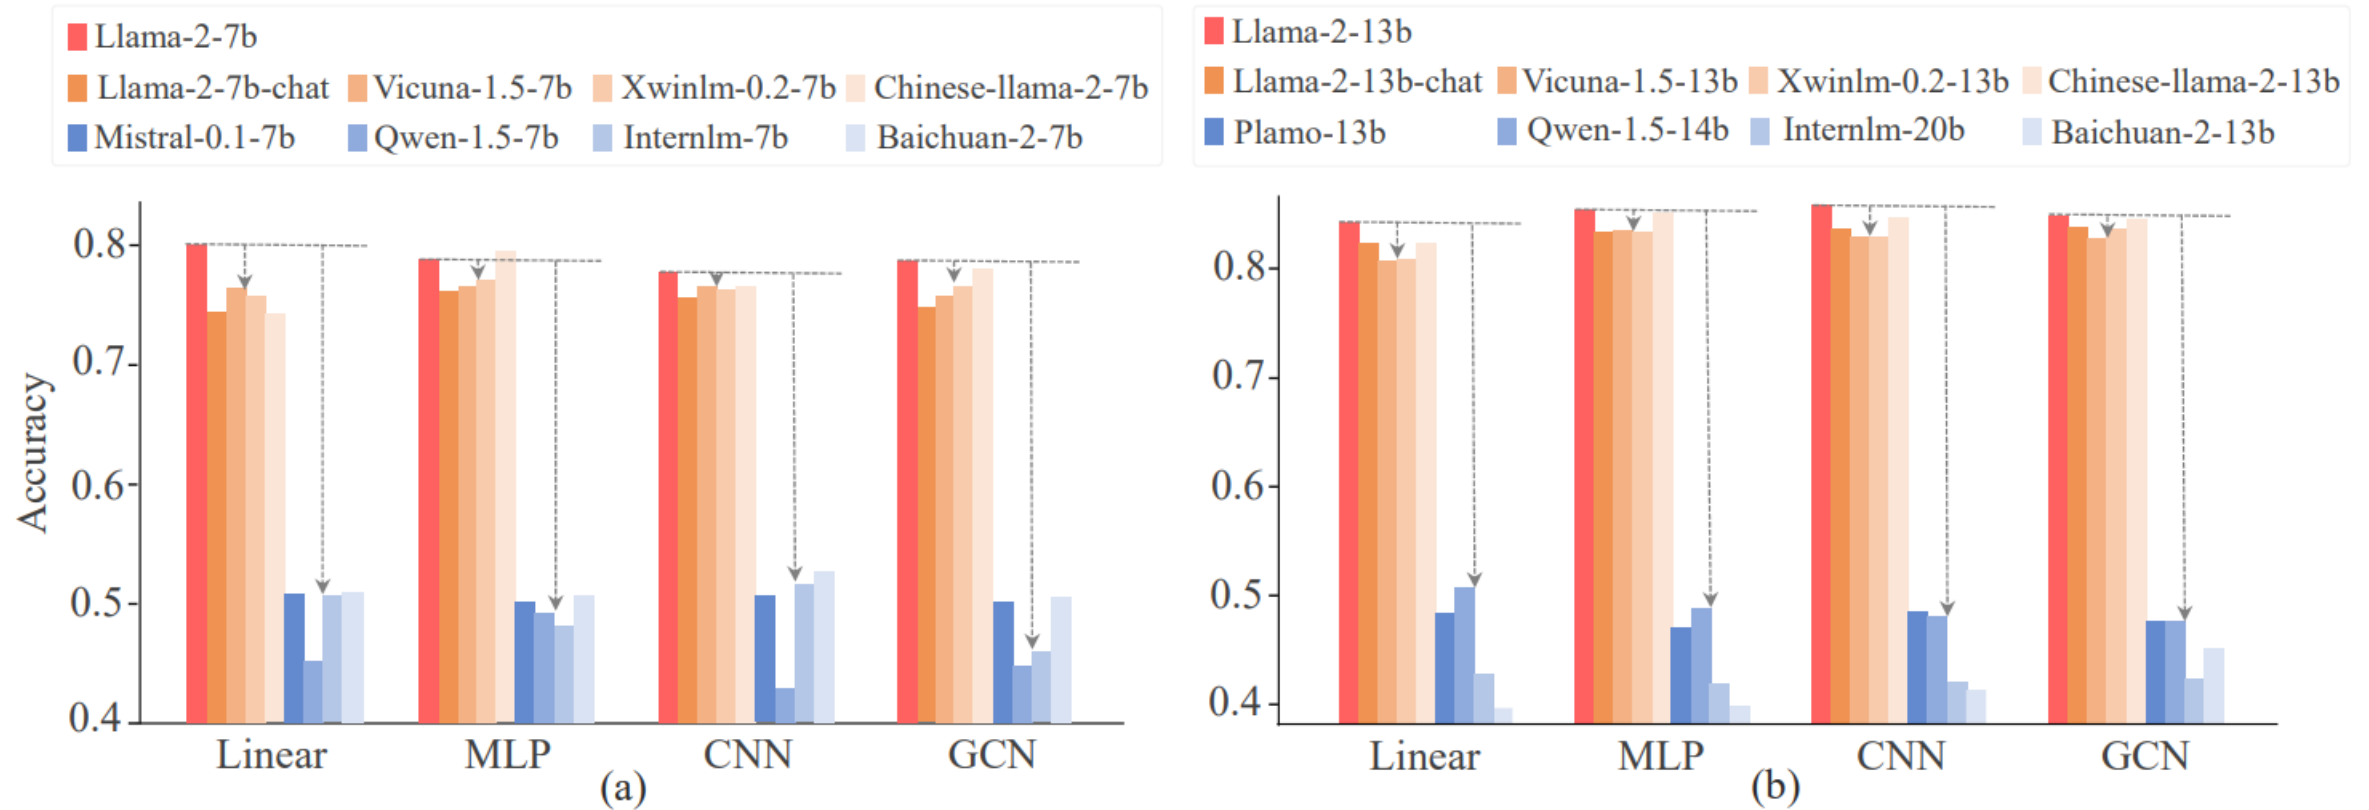 Llama-2-7b
Llama-2-7b-chat Vicuna-1.5-7b Xwinlm-0.2-7b Chinese-llama-2-7b
Mistral-0.1-7b Qwen-1.5-7b Internlm-7b Baichuan-2-7b
Accuracy
0.8
0.7
0.6
0.5
0.4
Linear MLP CNN GCN
(a)
Llama-2-13b
Llama-2-13b-chat Vicuna-1.5-13b Xwinlm-0.2-13b Chinese-llama-2-13b
Plamo-13b Qwen-1.5-14b Internlm-20b Baichuan-2-13b
0.8
0.7
0.6
0.5
0.4
Linear MLP CNN GCN
(b)